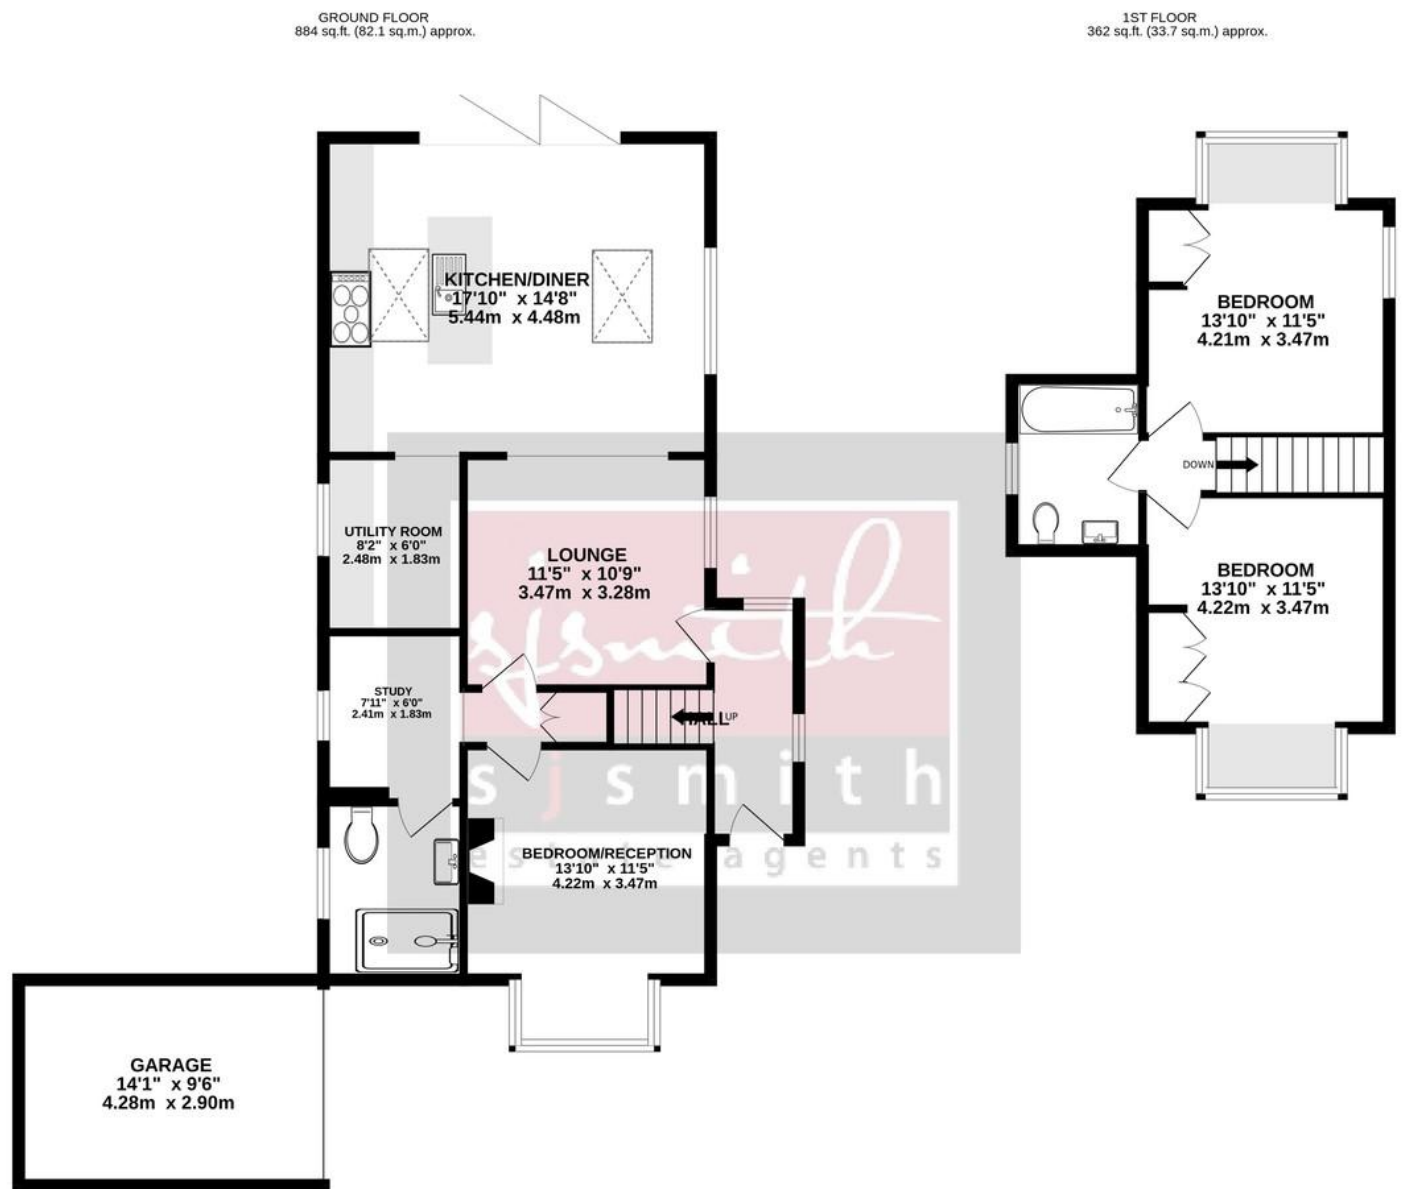 GROUND FLOOR
884 sq.ft. (82.1 sq.m.) approx.
1ST FLOOR
362 sq.ft. (33.7 sq.m.) approx.
KITCHEN/DINER
17'10" x 14'8"
5.44m x 4.48m
BEDROOM
13'10" x 11'5"
4.21m x 3.47m
DOWN
UTILITY ROOM
8'2" x 6'0"
2.48m x 1.83m
LOUNGE
11'5" x 10'9"
3.47m x 3.28m
BEDROOM
13'10" x 11'5"
4.22m x 3.47m
sjsmith
STUDY
7'11" x 6'0"
2.41m x 1.83m
HALL
UP
sjsmith
estate agents
BEDROOM/RECEPTION
13'10" x 11'5"
4.22m x 3.47m
GARAGE
14'1" x 9'6"
4.28m x 2.90m